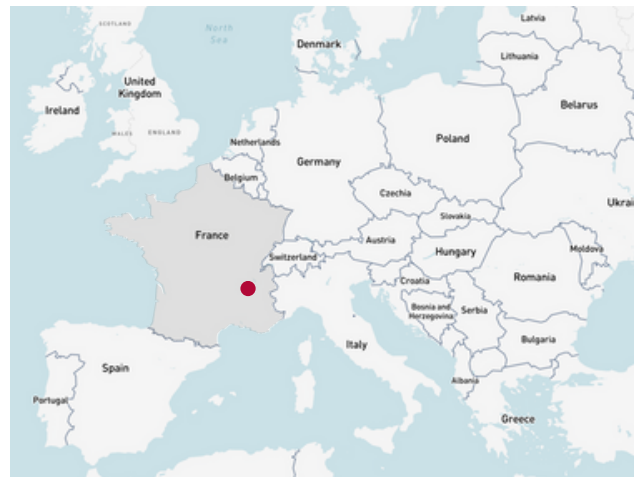 SCOTLAND
North
Sea
Latvia
Denmark
Lithuania
United
Kingdom
Ireland
Belarus
WALES
ENGLAND
Netherlands
Poland
Germany
Belgium
Czechia
Ukrai
Slovakia
France
Austria
Moldova
Switzerland
Hungary
Romania
Croatia
Bosnia and
Herzegovina
Serbia
Bulgaria
Italy
Spain
Albania
Portugal
Greece